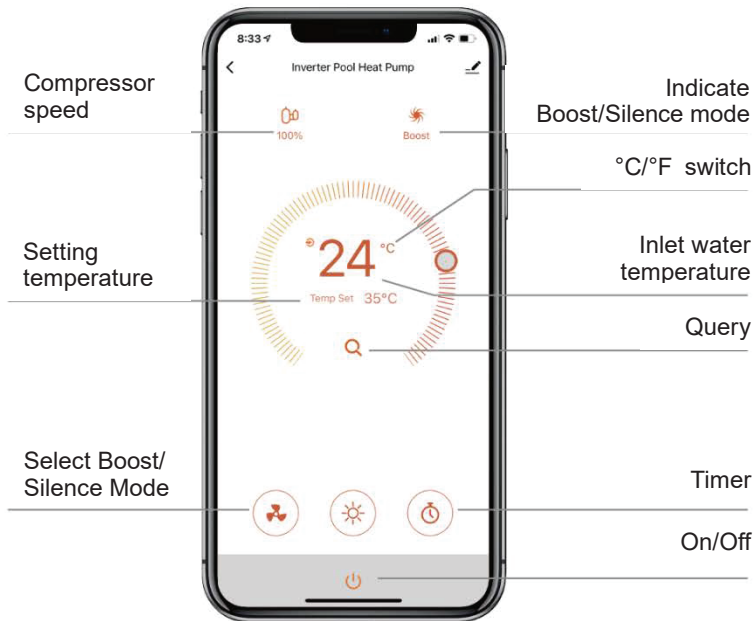 8:33
Inverter Pool Heat Pump
Compressor
speed
Indicate
Boost/Silence mode
100%
Boost
°C/°F switch
24 °C
Setting
temperature
Inlet water
temperature
Temp Set 35°C
Query
Select Boost/
Silence Mode
Timer
On/Off